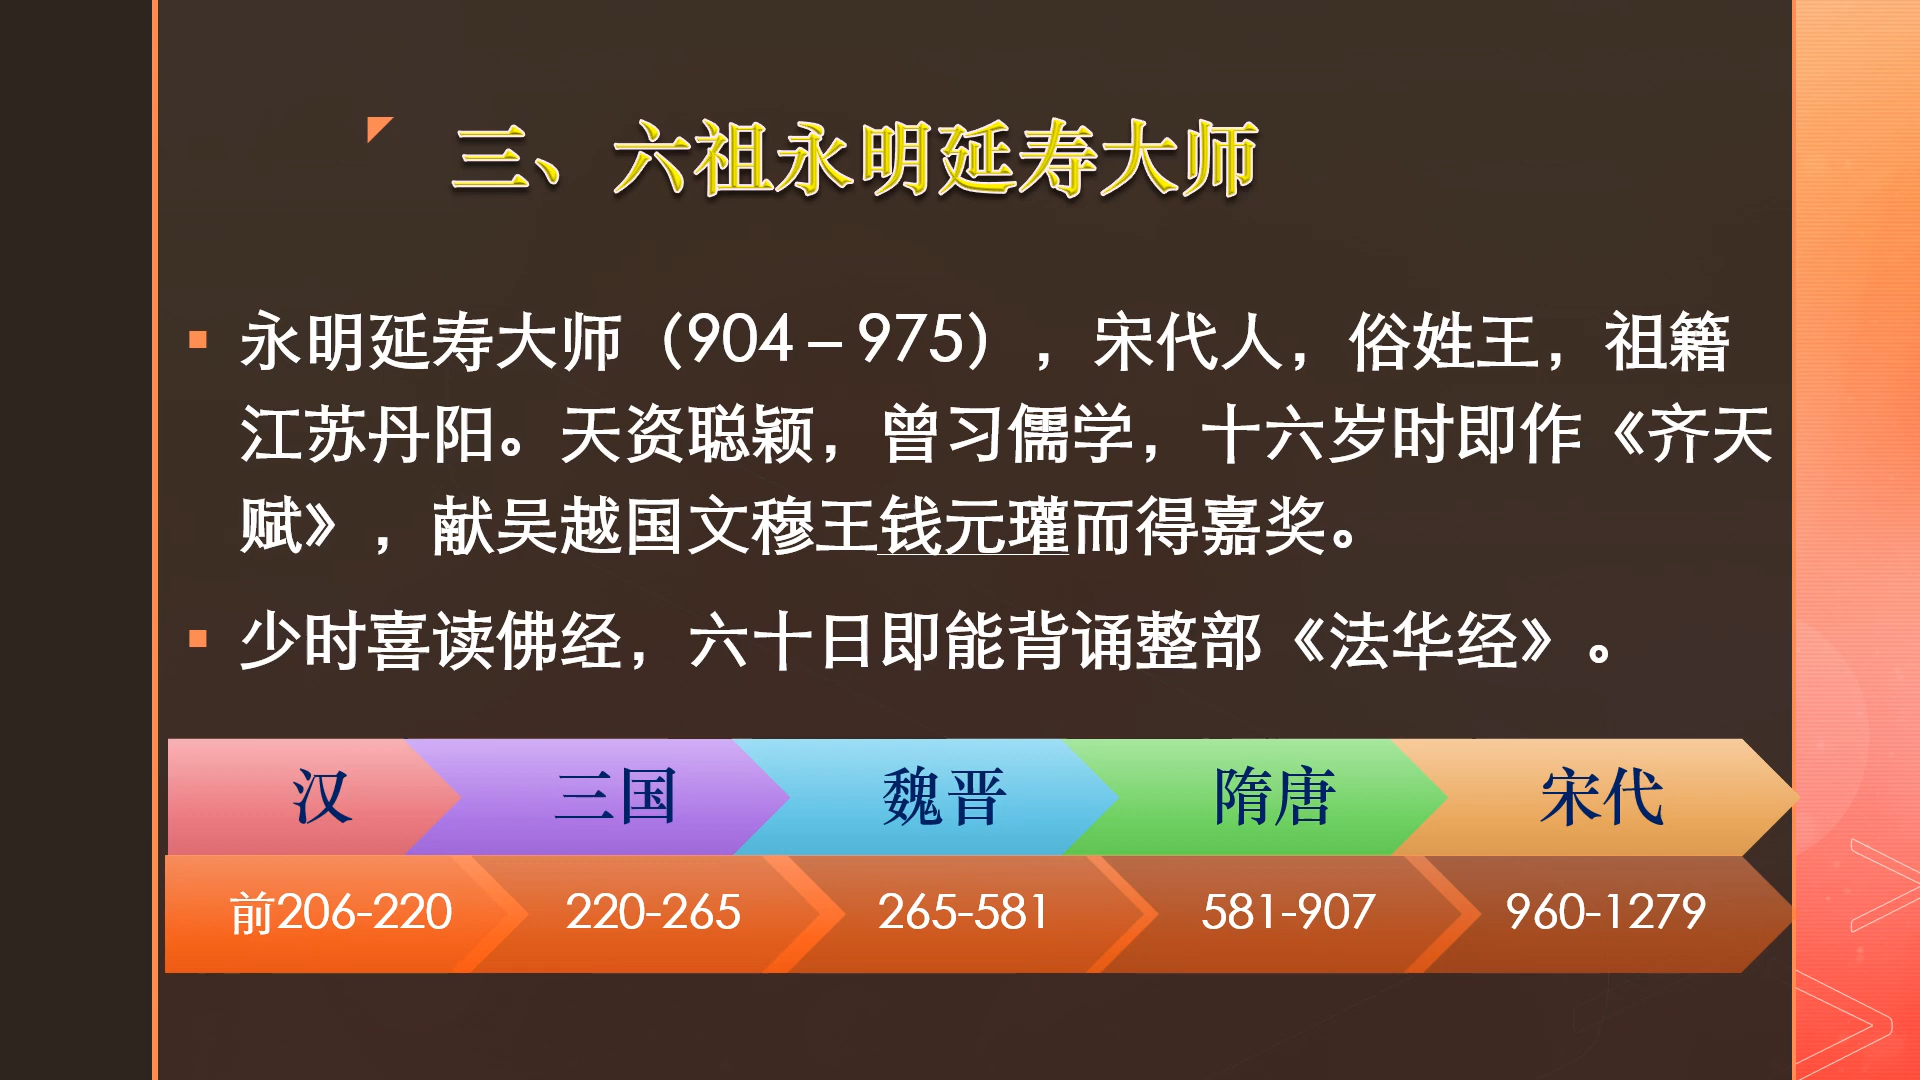 三、六祖永明延寿大师
永明延寿大师（904 – 975），宋代人，俗姓王，祖籍
江苏丹阳。天资聪颖，曾习儒学，十六岁时即作《齐天
赋》，献吴越国文穆王钱元瓘而得嘉奖。
少时喜读佛经，六十日即能背诵整部《法华经》。
汉 三国 魏晋 隋唐 宋代
前206-220 220-265 265-581 581-907 960-1279